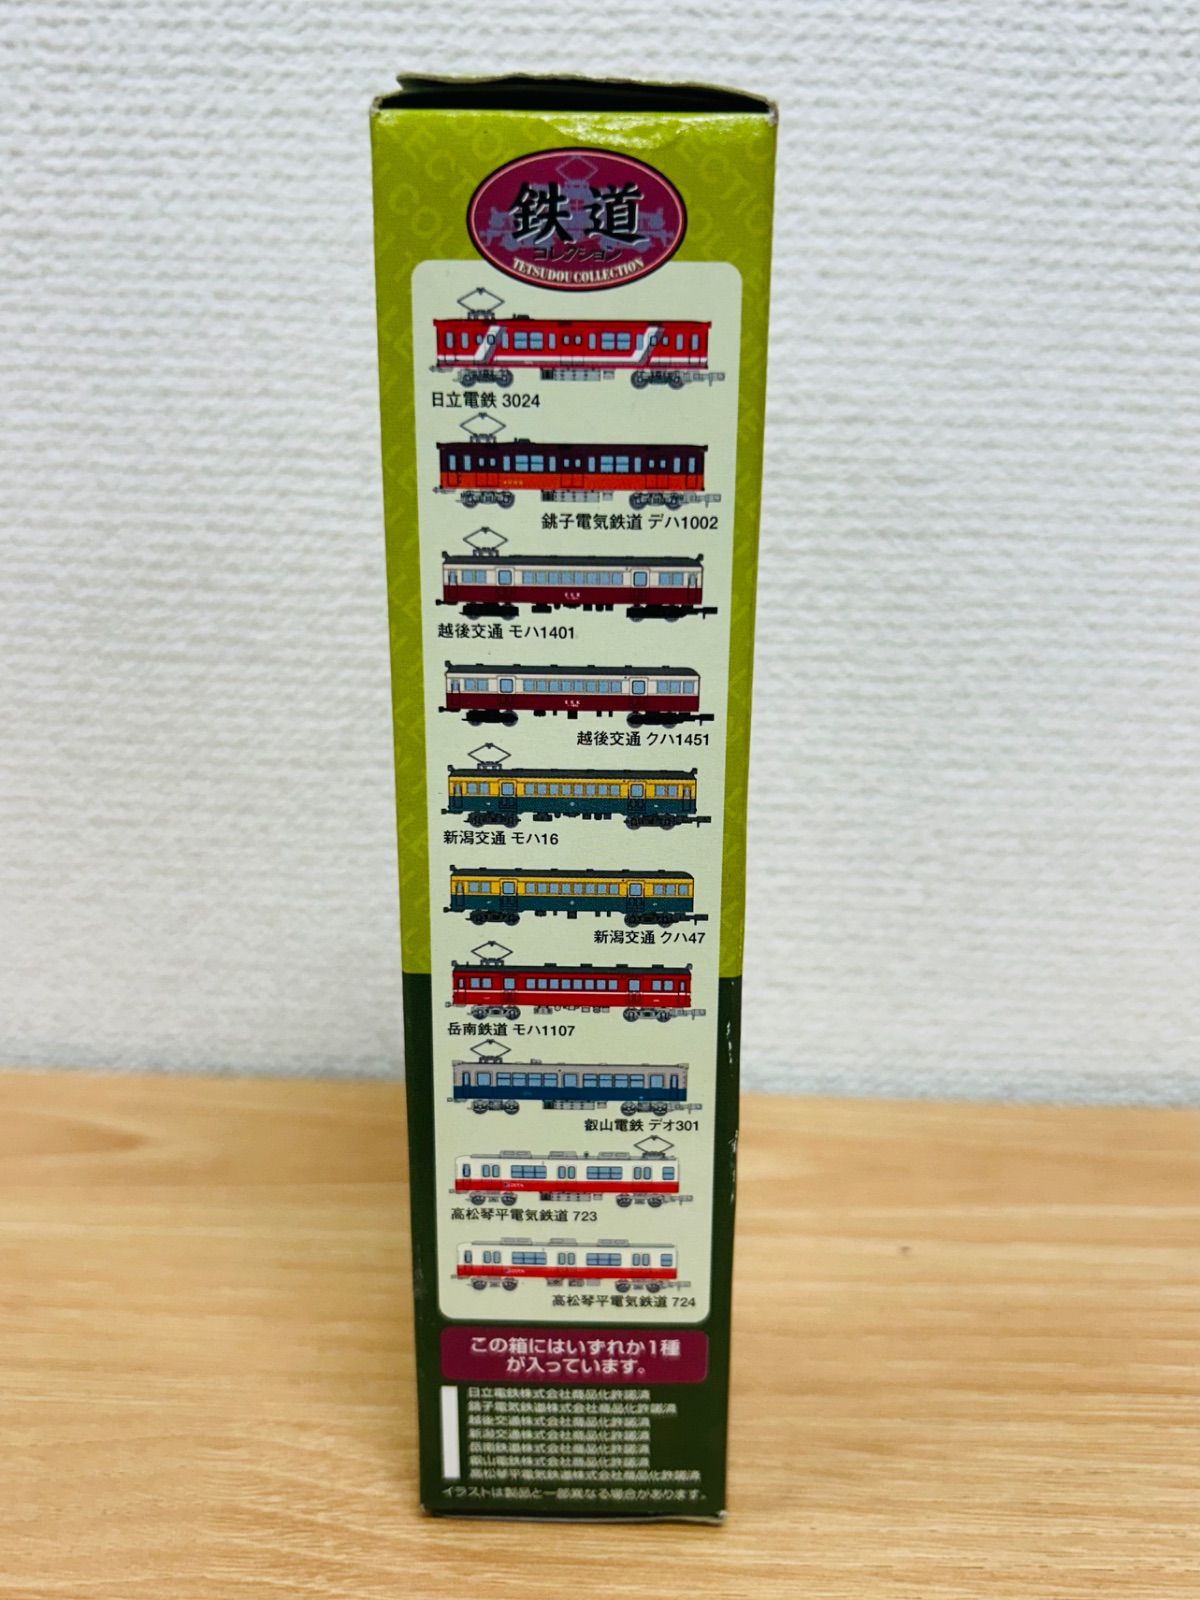 鉄道
コレクション
TETSUDOU COLLECTION
日立電鉄 3024
銚子電気鉄道 デハ1002
越後交通 モハ1401
越後交通 クハ1451
新潟交通 モハ16
新潟交通 クハ47
岳南鉄道 モハ1107
叡山電鉄 デオ301
高松琴平電気鉄道 723
高松琴平電気鉄道 724
この箱にはいずれか1種
が入っています。
日立電鉄株式会社商品化許諾済
銚子電気鉄道株式会社商品化許諾済
越後交通株式会社商品化許諾済
新潟交通株式会社商品化許諾済
岳南鉄道株式会社商品化許諾済
叡山電鉄株式会社商品化許諾済
高松琴平電気鉄道株式会社商品化許諾済
イラストは製品と一部異なる場合があります。